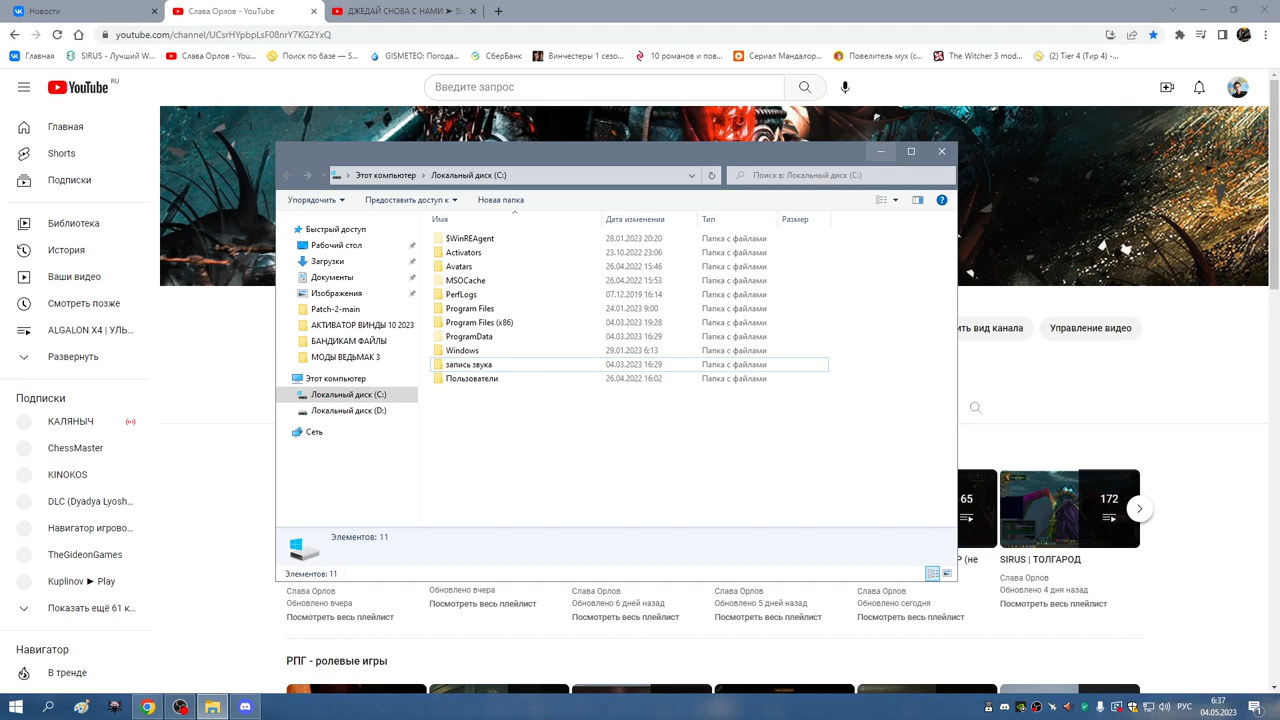 Новости
Слава Орлов - YouTube
ДЖЕДАЙ СНОВА С НАМИ ► St
youtube.com/channel/UCsrHYpbpLsF08nrY7KG2YxQ
Главная
SIRUS - Лучший W...
Слава Орлов - You...
Поиск по базе — S...
GISMETEO: Погода...
СберБанк
Винчестеры 1 сезо...
10 романов и пов...
Сериал Мандалор...
Повелитель мух (с...
The Witcher 3 mod...
(2) Tier 4 (Тир 4) -...
YouTube RU
Введите запрос
Главная
Shorts
Подписки
Библиотека
История
Ваши видео
Смотреть позже
ALGALON X4 | УЛЬ...
Развернуть
Подписки
КАЛЯНЫЧ
ChessMaster
KINOKOS
DLC (Dyadya Lyosh...
Навигатор игрово...
TheGideonGames
Kuplinov ► Play
Показать ещё 61 к...
Навигатор
В тренде
Этот компьютер
Локальный диск (C:)
Поиск в: Локальный диск (C:)
Упорядочить
Предоставить доступ к
Новая папка
Быстрый доступ
Рабочий стол
Загрузки
Документы
Изображения
Patch-2-main
АКТИВАТОР ВИНДЫ 10 2023
БАНДИКАМ ФАЙЛЫ
МОДЫ ВЕДЬМАК 3
Этот компьютер
Локальный диск (C:)
Локальный диск (D:)
Сеть
Имя Дата изменения Тип Размер
$WinREAgent 28.01.2023 20:20 Папка с файлами
Activators 23.10.2022 23:06 Папка с файлами
Avatars 26.04.2022 15:46 Папка с файлами
MSOCache 26.04.2022 15:53 Папка с файлами
PerfLogs 07.12.2019 16:14 Папка с файлами
Program Files 24.01.2023 9:00 Папка с файлами
Program Files (x86) 04.03.2023 19:28 Папка с файлами
ProgramData 04.03.2023 16:29 Папка с файлами
Windows 29.01.2023 6:13 Папка с файлами
запись звука 04.03.2023 16:29 Папка с файлами
Пользователи 26.04.2022 16:02 Папка с файлами
Элементов: 11
Элементов: 11
ить вид канала
Управление видео
65
172
Р (не
SIRUS | ТОЛГАРОД
Слава Орлов
Обновлено 4 дня назад
Посмотреть весь плейлист
Слава Орлов
Обновлено вчера
Посмотреть весь плейлист
Обновлено вчера
Посмотреть весь плейлист
Слава Орлов
Обновлено 6 дней назад
Посмотреть весь плейлист
Слава Орлов
Обновлено 5 дней назад
Посмотреть весь плейлист
Слава Орлов
Обновлено сегодня
Посмотреть весь плейлист
РПГ - ролевые игры
РУС
6:37
04.05.2023